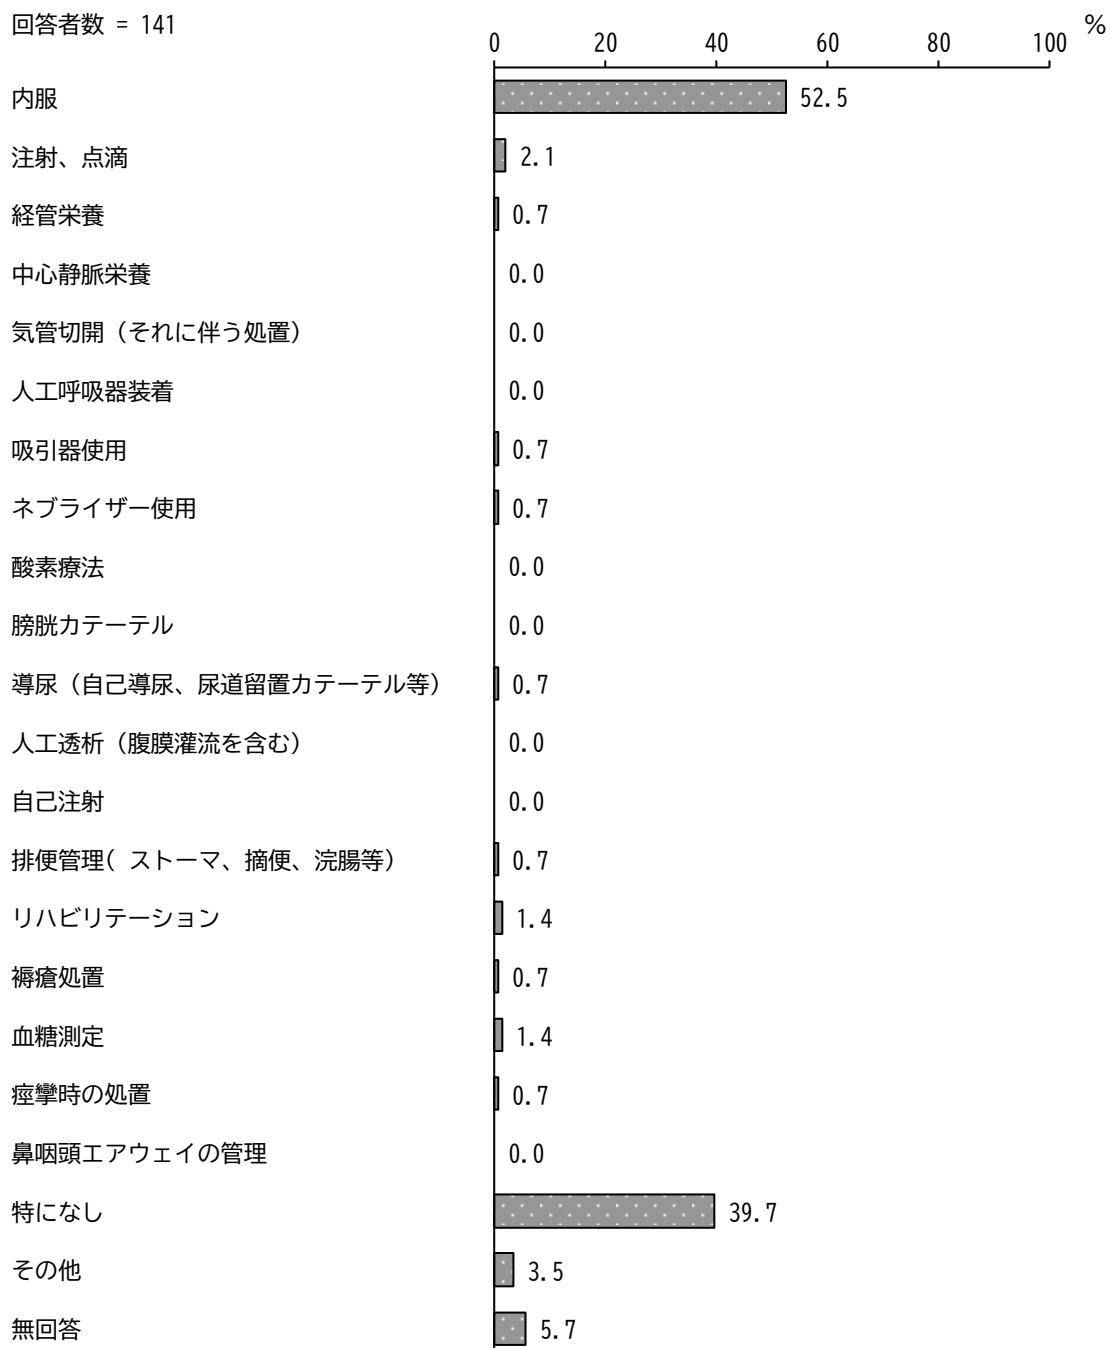 回答者数 = 141
%
0 20 40 60 80 100
内服 52.5
注射、点滴 2.1
経管栄養 0.7
中心静脈栄養 0.0
気管切開（それに伴う処置） 0.0
人工呼吸器装着 0.0
吸引器使用 0.7
ネブライザー使用 0.7
酸素療法 0.0
膀胱カテーテル 0.0
導尿（自己導尿、尿道留置カテーテル等） 0.7
人工透析（腹膜灌流を含む） 0.0
自己注射 0.0
排便管理( ストーマ、摘便、浣腸等） 0.7
リハビリテーション 1.4
褥瘡処置 0.7
血糖測定 1.4
痙攣時の処置 0.7
鼻咽頭エアウェイの管理 0.0
特になし 39.7
その他 3.5
無回答 5.7